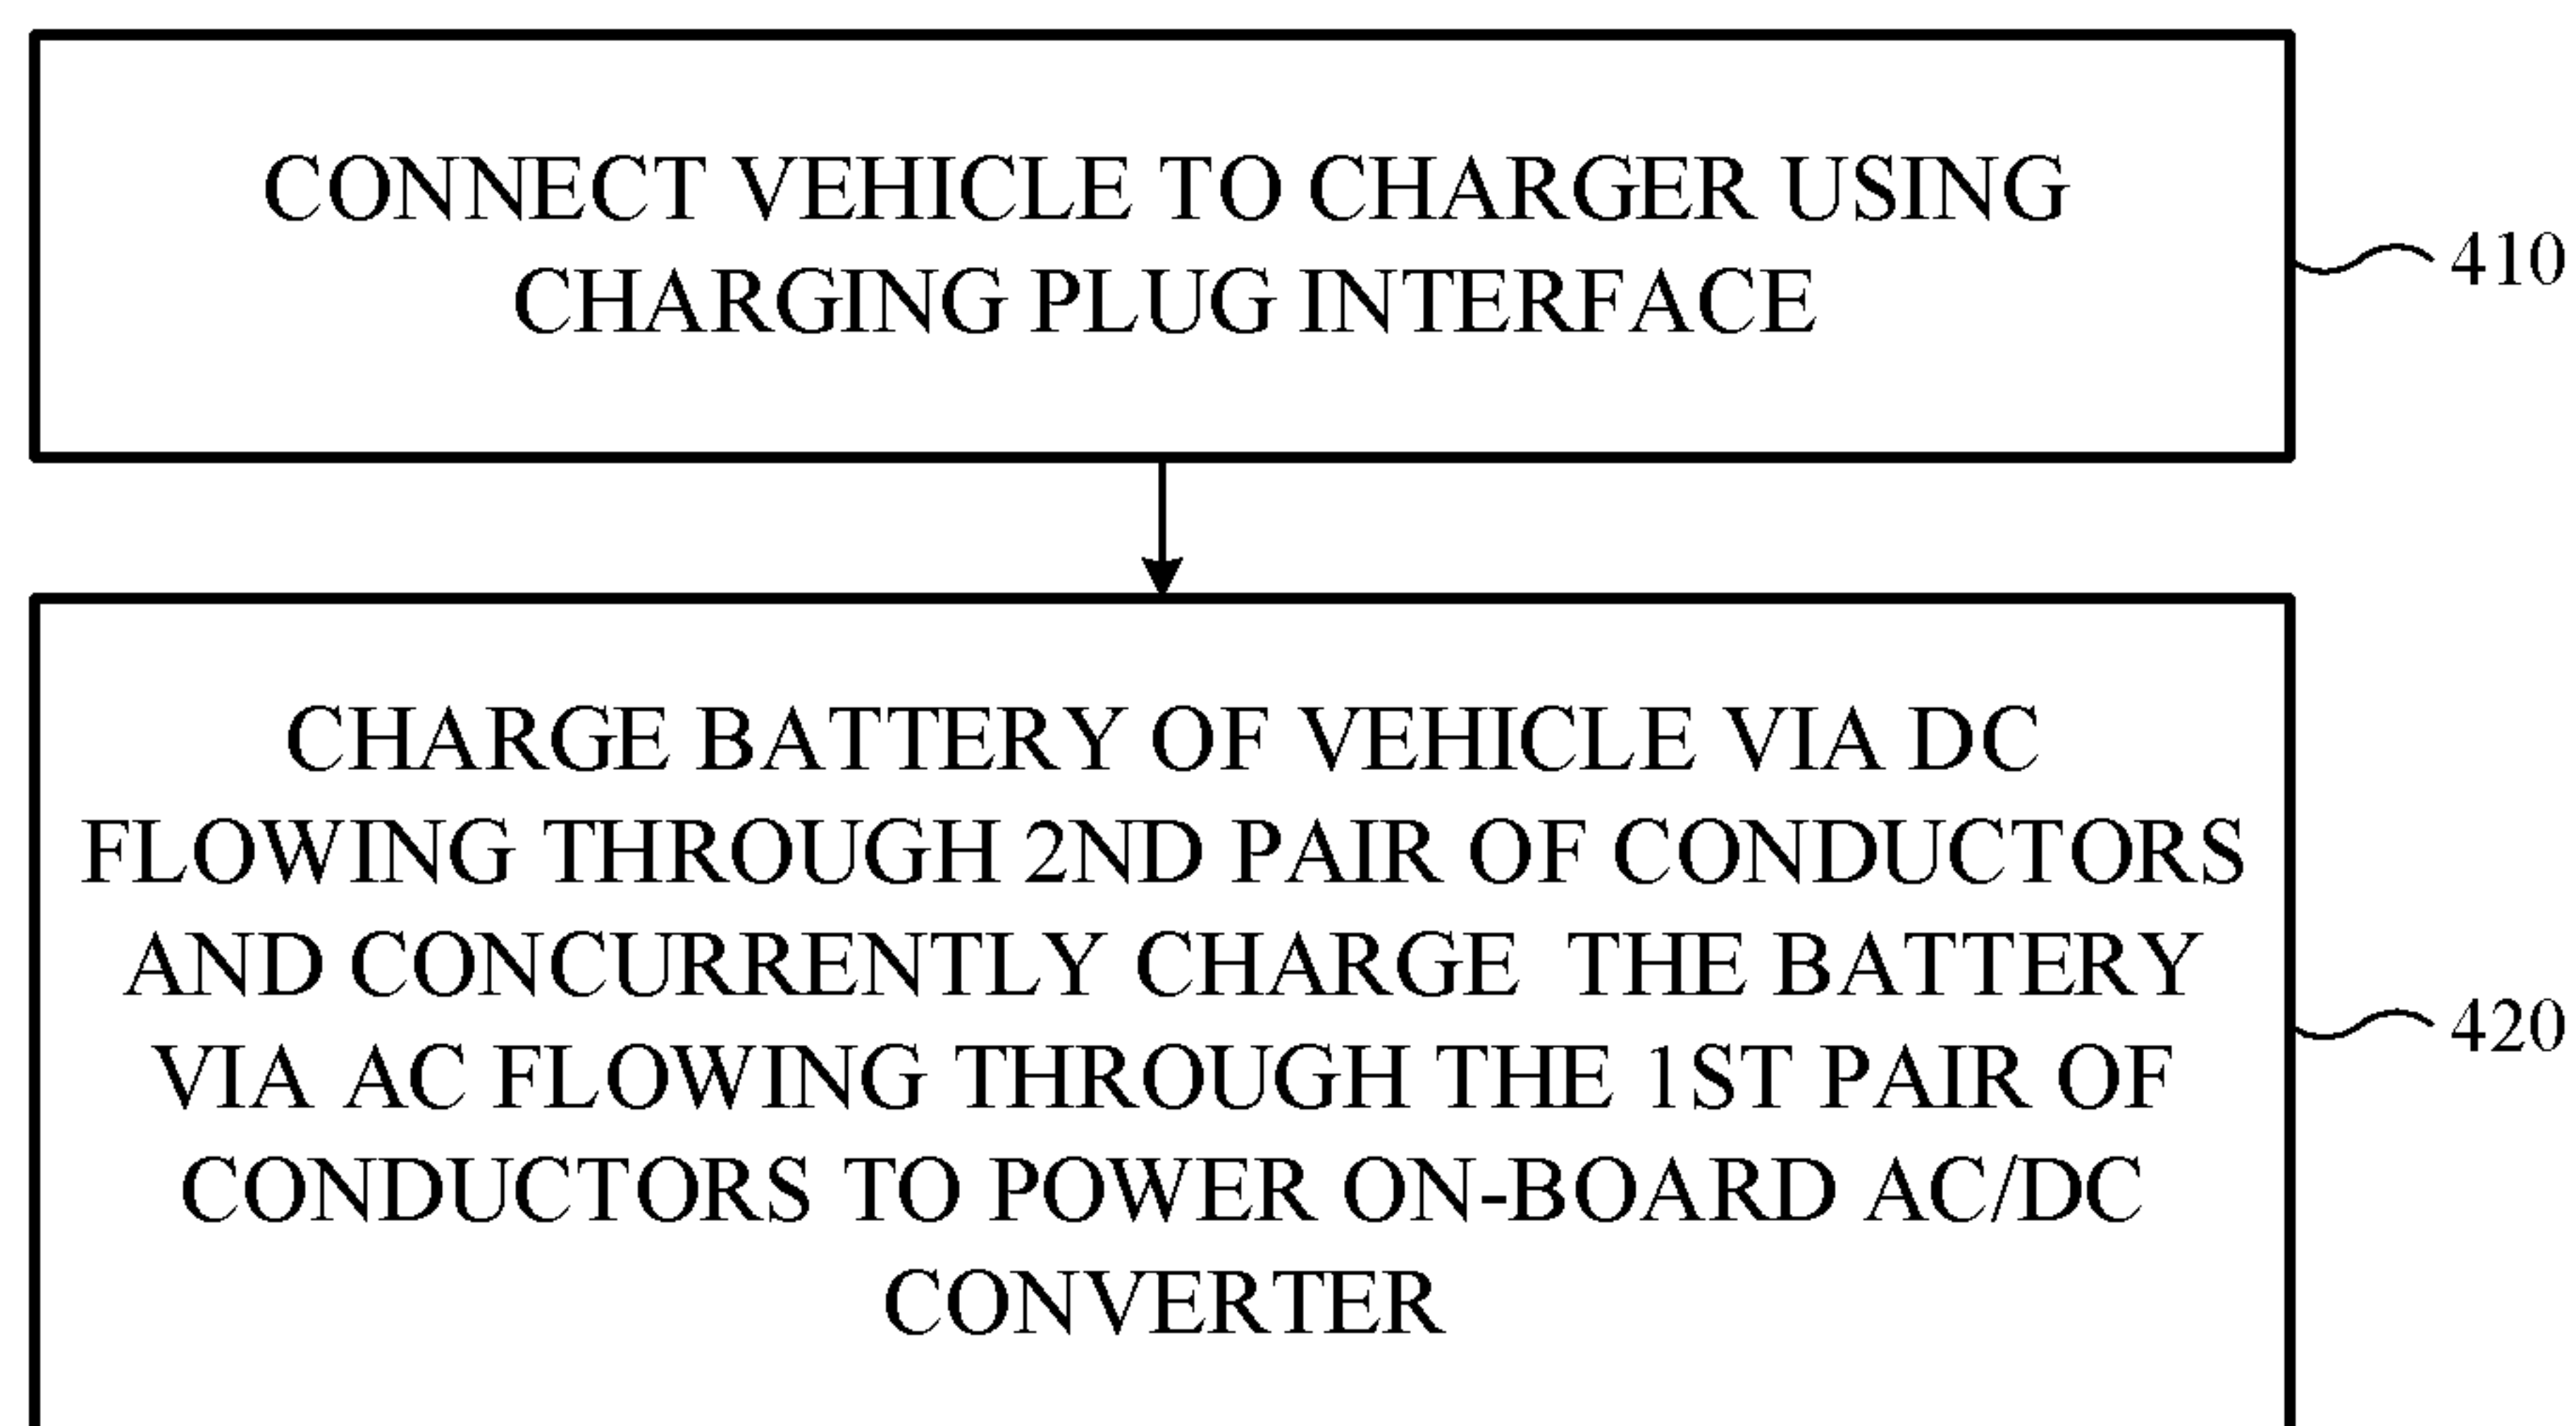 CONNECT VEHICLE TO CHARGER USING
CHARGING PLUG INTERFACE
410
CHARGE BATTERY OF VEHICLE VIA DC
FLOWING THROUGH 2ND PAIR OF CONDUCTORS
AND CONCURRENTLY CHARGE THE BATTERY
VIA AC FLOWING THROUGH THE 1ST PAIR OF
CONDUCTORS TO POWER ON-BOARD AC/DC
CONVERTER
420